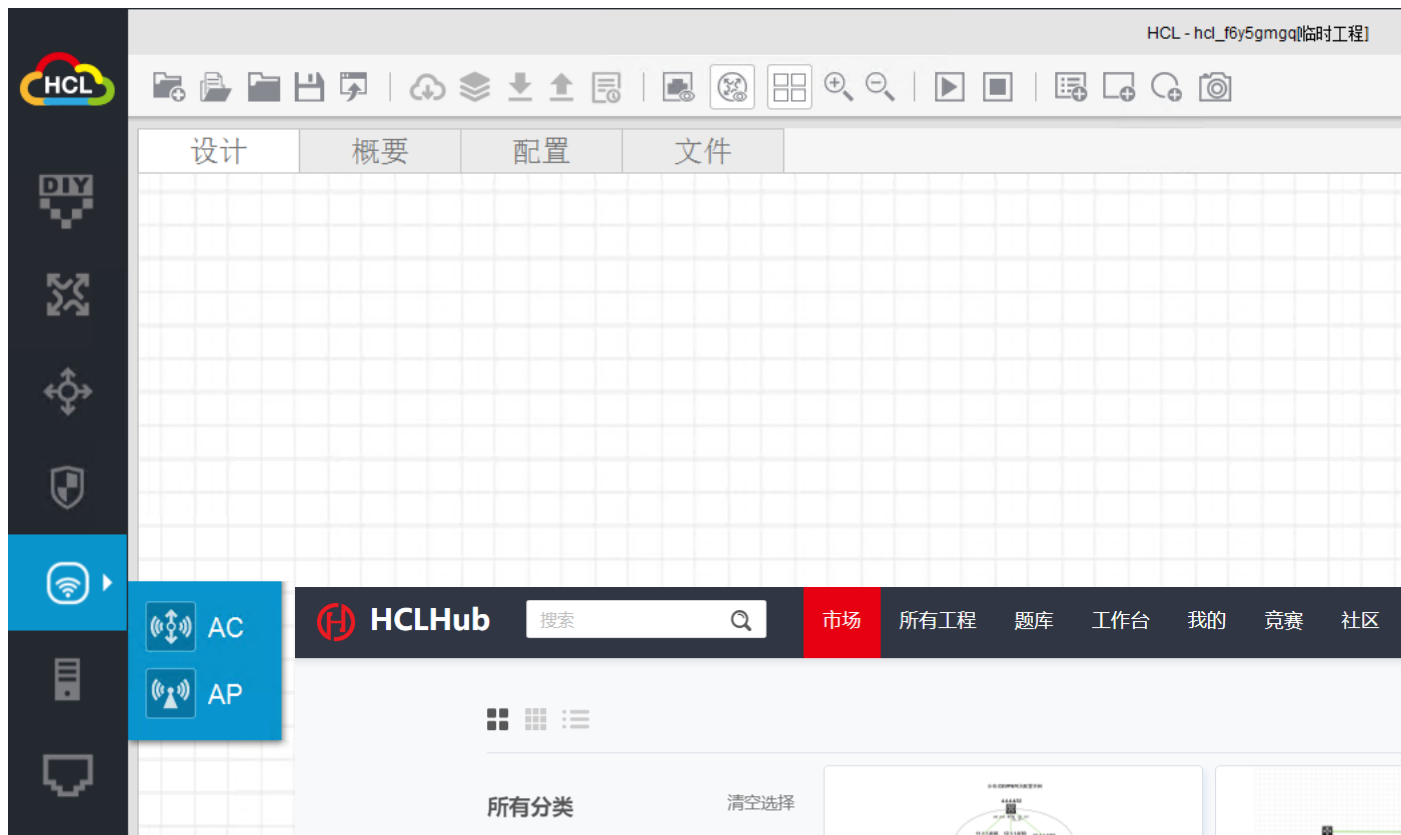 HCL - hcl_f6y5gmgq[临时工程]
HCL
设计 概要 配置 文件
DIY
AC
AP
HCLHub 搜索 市场 所有工程 题库 工作台 我的 竞赛 社区
所有分类 清空选择